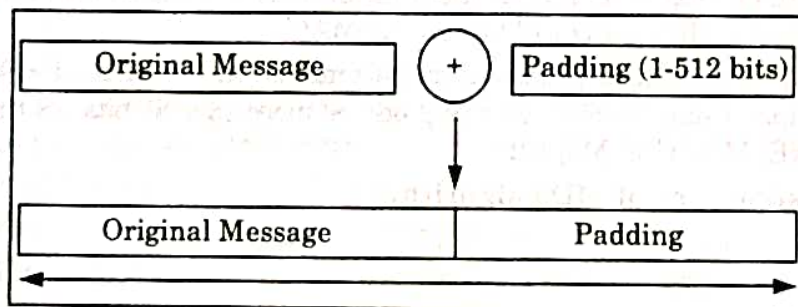 Original Message + Padding (1-512 bits)
Original Message Padding